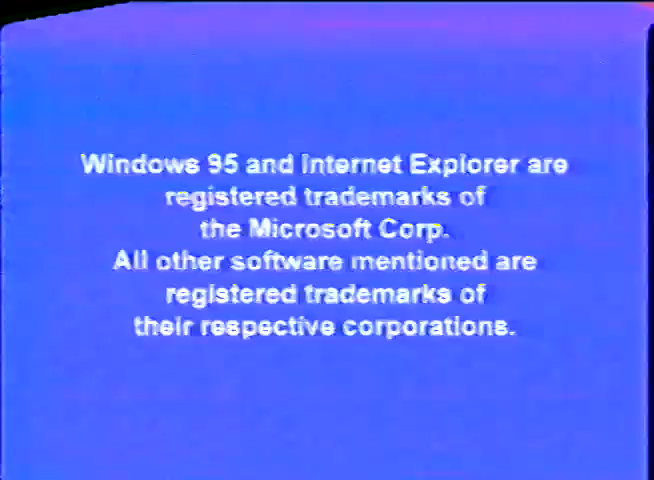 Windows 95 and Internet Explorer are
registered trademarks of
the Microsoft Corp.
All other software mentioned are
registered trademarks of
their respective corporations.